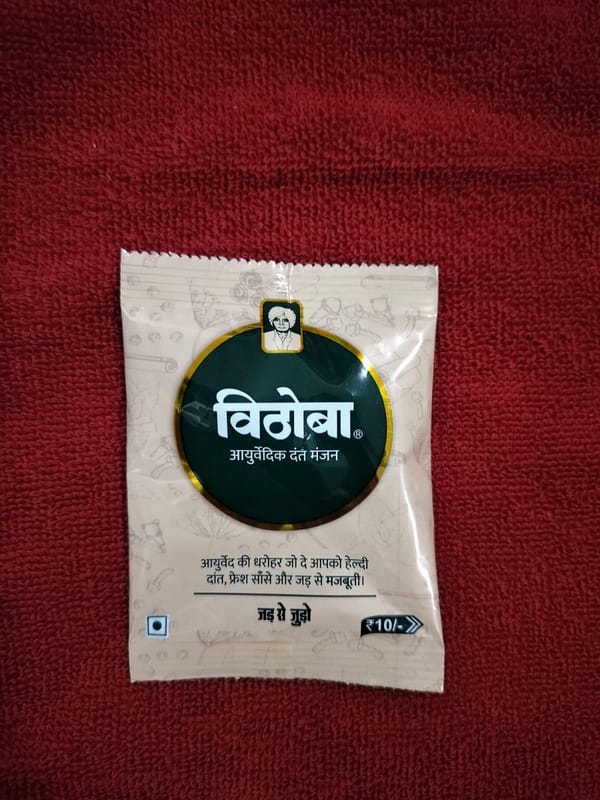 विठोबा®
आयुर्वेदिक दंत मंजन
आयुर्वेद की धरोहर जो दे आपको हेल्दी
दांत, फ्रेश साँसे और जड़ से मजबूती।
जड़ से जुड़ो
₹10/-